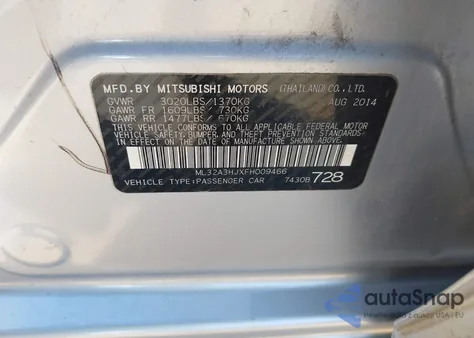 MFD.BY MITSUBISHI MOTORS (THAILAND) CO., LTD.
GVWR 3020LBS/1370KG AUG 2014
GAWR FR 1609LBS/ 730KG
GAWR RR 1477LBS/ 670KG
THIS VEHICLE CONFORMS TO ALL APPLICABLE FEDERAL MOTOR
VEHICLE SAFETY/BUMPER/THEFT PREVENTION STANDARDS
IN EFFECT ON THE DATE OF MANUFACTURE SHOWN ABOVE
ML32A3HJXFH009466
VEHICLE TYPE:PASSENGER CAR 7430B 728
autoSnap